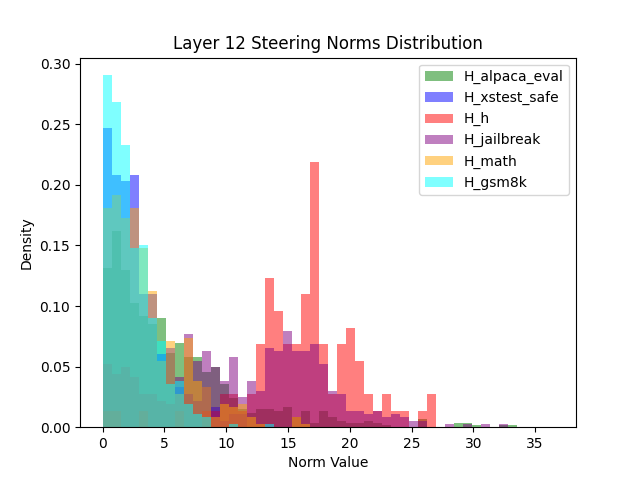 Layer 12 Steering Norms Distribution
0.30
0.25
0.20
0.15
0.10
0.05
0.00
Density
H_alpaca_eval
H_xstest_safe
H_h
H_jailbreak
H_math
H_gsm8k
0 5 10 15 20 25 30 35
Norm Value